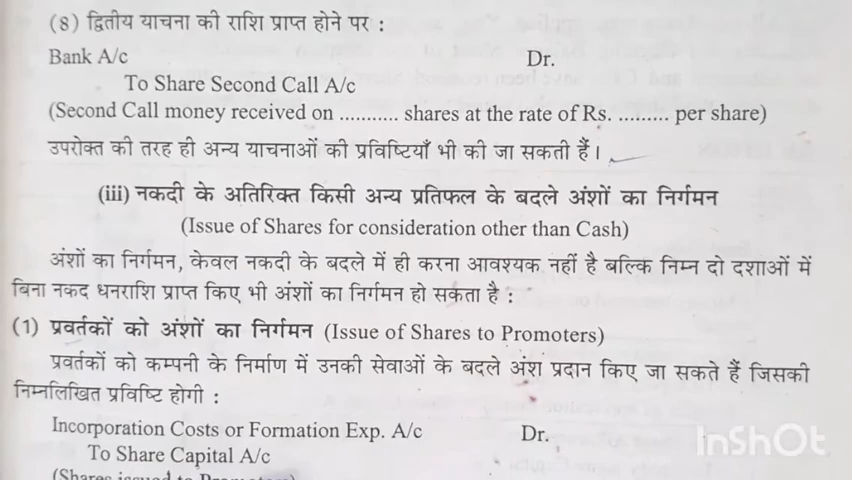 (8) द्वितीय याचना की राशि प्राप्त होने पर :
Bank A/c Dr.
To Share Second Call A/c
(Second Call money received on ........... shares at the rate of Rs. ......... per share)
उपरोक्त की तरह ही अन्य याचनाओं की प्रविष्टियाँ भी की जा सकती हैं।
(iii) नकदी के अतिरिक्त किसी अन्य प्रतिफल के बदले अंशों का निर्गमन
(Issue of Shares for consideration other than Cash)
अंशों का निर्गमन, केवल नकदी के बदले में ही करना आवश्यक नहीं है बल्कि निम्न दो दशाओं में
बिना नकद धनराशि प्राप्त किए भी अंशों का निर्गमन हो सकता है :
(1) प्रवर्तकों को अंशों का निर्गमन (Issue of Shares to Promoters)
प्रवर्तकों को कम्पनी के निर्माण में उनकी सेवाओं के बदले अंश प्रदान किए जा सकते हैं जिसकी
निम्नलिखित प्रविष्टि होगी :
Incorporation Costs or Formation Exp. A/c Dr.
InShOt
To Share Capital A/c
(Shares issued to Promoters)